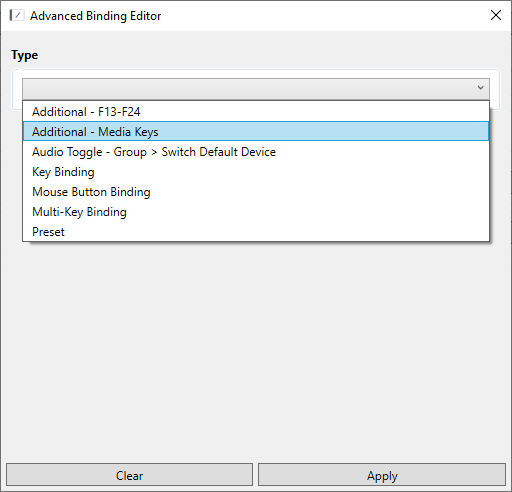 Advanced Binding Editor
Type
Additional - F13-F24
Additional - Media Keys
Audio Toggle - Group > Switch Default Device
Key Binding
Mouse Button Binding
Multi-Key Binding
Preset
Clear
Apply